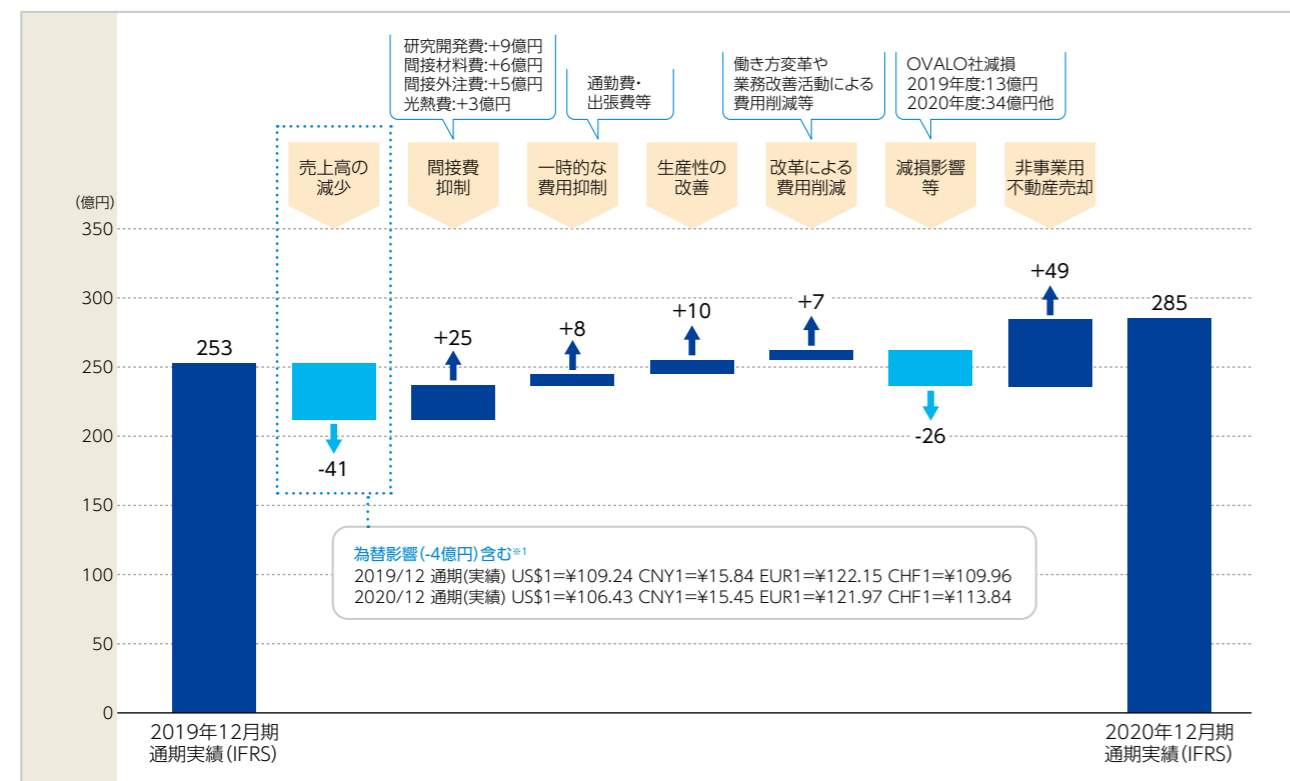 研究開発費:+9億円
間接材料費:+6億円
間接外注費:+5億円
光熱費:+3億円
通勤費・
出張費等
働き方変革や
業務改善活動による
費用削減等
OVALO社減損
2019年度:13億円
2020年度:34億円他
売上高の
減少
間接費
抑制
一時的な
費用抑制
生産性の
改善
改革による
費用削減
減損影響
等
非事業用
不動産売却
(億円)
350
300
250
200
150
100
50
0
253
-41
+25
+8
+10
+7
-26
+49
285
為替影響(-4億円)含む※1
2019/12 通期(実績) US$1=¥109.24 CNY1=¥15.84 EUR1=¥122.15 CHF1=¥109.96
2020/12 通期(実績) US$1=¥106.43 CNY1=¥15.45 EUR1=¥121.97 CHF1=¥113.84
2019年12月期
通期実績(IFRS)
2020年12月期
通期実績(IFRS)